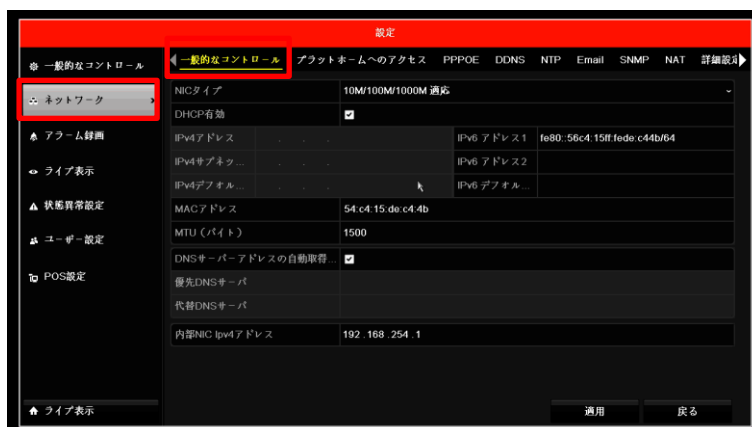 設定
一般的なコントロール
ネットワーク
アラーム録画
ライブ表示
状態異常設定
ユーザー設定
POS設定
ライブ表示
一般的なコントロール プラットホームへのアクセス PPPOE DDNS NTP Email SNMP NAT 詳細設定
NICタイプ 10M/100M/1000M 適応
DHCP有効
IPv4アドレス . . . IPv6 アドレス1 fe80::56c4:15ff:fede:c44b/64
IPv4サブネッ... . . . IPv6 アドレス2
IPv4デフォル... . . . IPv6 デフォル...
MACアドレス 54:c4:15:de:c4:4b
MTU (バイト) 1500
DNSサーバーアドレスの自動取得...
優先DNSサーバ
代替DNSサーバ
内部NIC Ipv4アドレス 192.168.254.1
適用 戻る